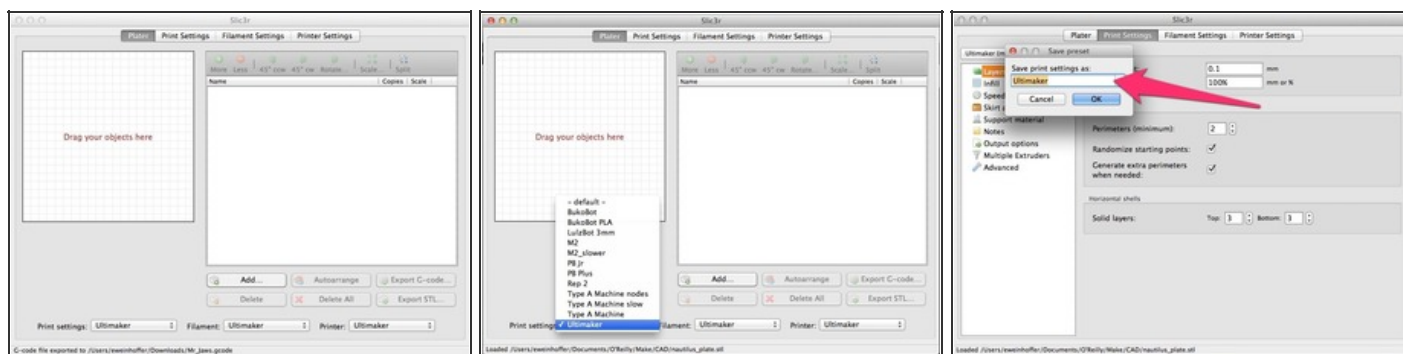 Slic3r
Plater Print Settings Filament Settings Printer Settings
More Less 45° ccw 45° cw Rotate... Scale... Split
Name Copies Scale
Drag your objects here
Add... Autoarrange Export G-code...
Delete Delete All Export STL...
Print settings: Ultimaker Filament: Ultimaker Printer: Ultimaker
G-code file exported to /Users/eweinhoffer/Downloads/Mr_Jaws.gcode
Slic3r
Plater Print Settings Filament Settings Printer Settings
More Less 45° ccw 45° cw Rotate... Scale... Split
Name Copies Scale
Drag your objects here
- default -
BukoBot
BukoBot PLA
LulzBot 3mm
M2
M2_slower
PB Jr
PB Plus
Rep 2
Type A Machine nodes
Type A Machine slow
Type A Machine
Ultimaker
Add... Autoarrange Export G-code...
Delete Delete All Export STL...
Print settings Filament: Ultimaker Printer: Ultimaker
Loaded /Users/eweinhoffer/Documents/O'Reilly/Make/CAD/nautilus_plate.stl
Slic3r
Plater Print Settings Filament Settings Printer Settings
Save preset
Save print settings as:
Ultimaker
Cancel OK
0.1 mm
100% mm or %
Infill
Speed
Skirt
Support material
Notes
Output options
Multiple Extruders
Advanced
Perimeters (minimum): 2
Randomize starting points:
Generate extra perimeters
when needed:
Horizontal shells
Solid layers: Top: 3 Bottom: 3
Loaded /Users/eweinhoffer/Documents/O'Reilly/Make/CAD/nautilus_plate.stl